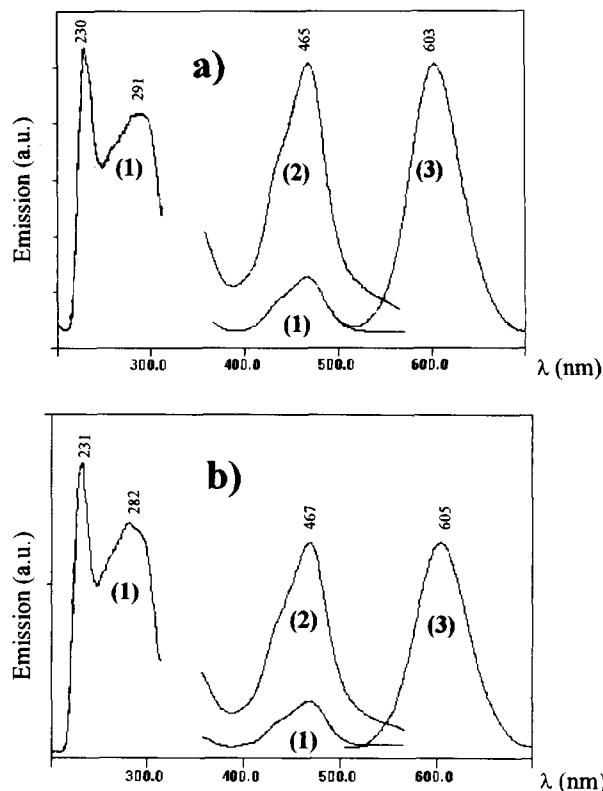 230
291
465
603
a)
(1)
(2)
(3)
(1)
Emission (a.u.)
300.0 400.0 500.0 600.0
λ (nm)
231
282
467
605
b)
(1)
(2)
(3)
(1)
Emission (a.u.)
300.0 400.0 500.0 600.0
λ (nm)